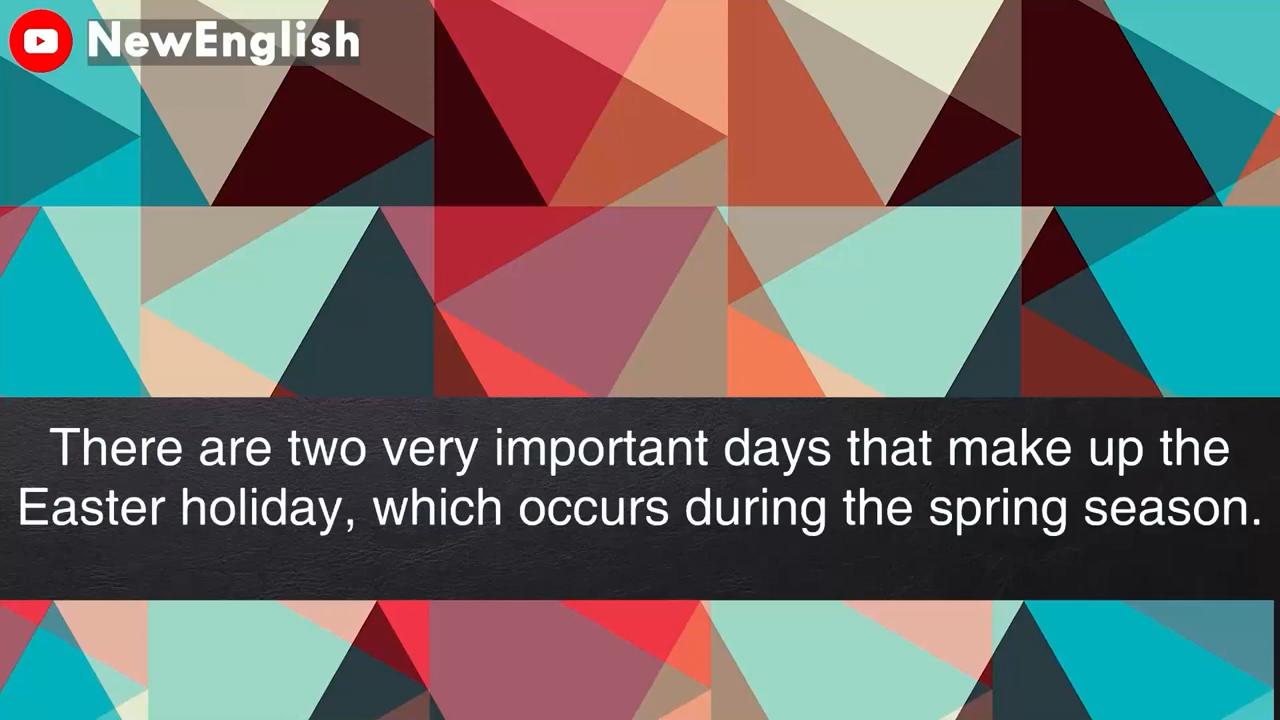 NewEnglish
There are two very important days that make up the
Easter holiday, which occurs during the spring season.